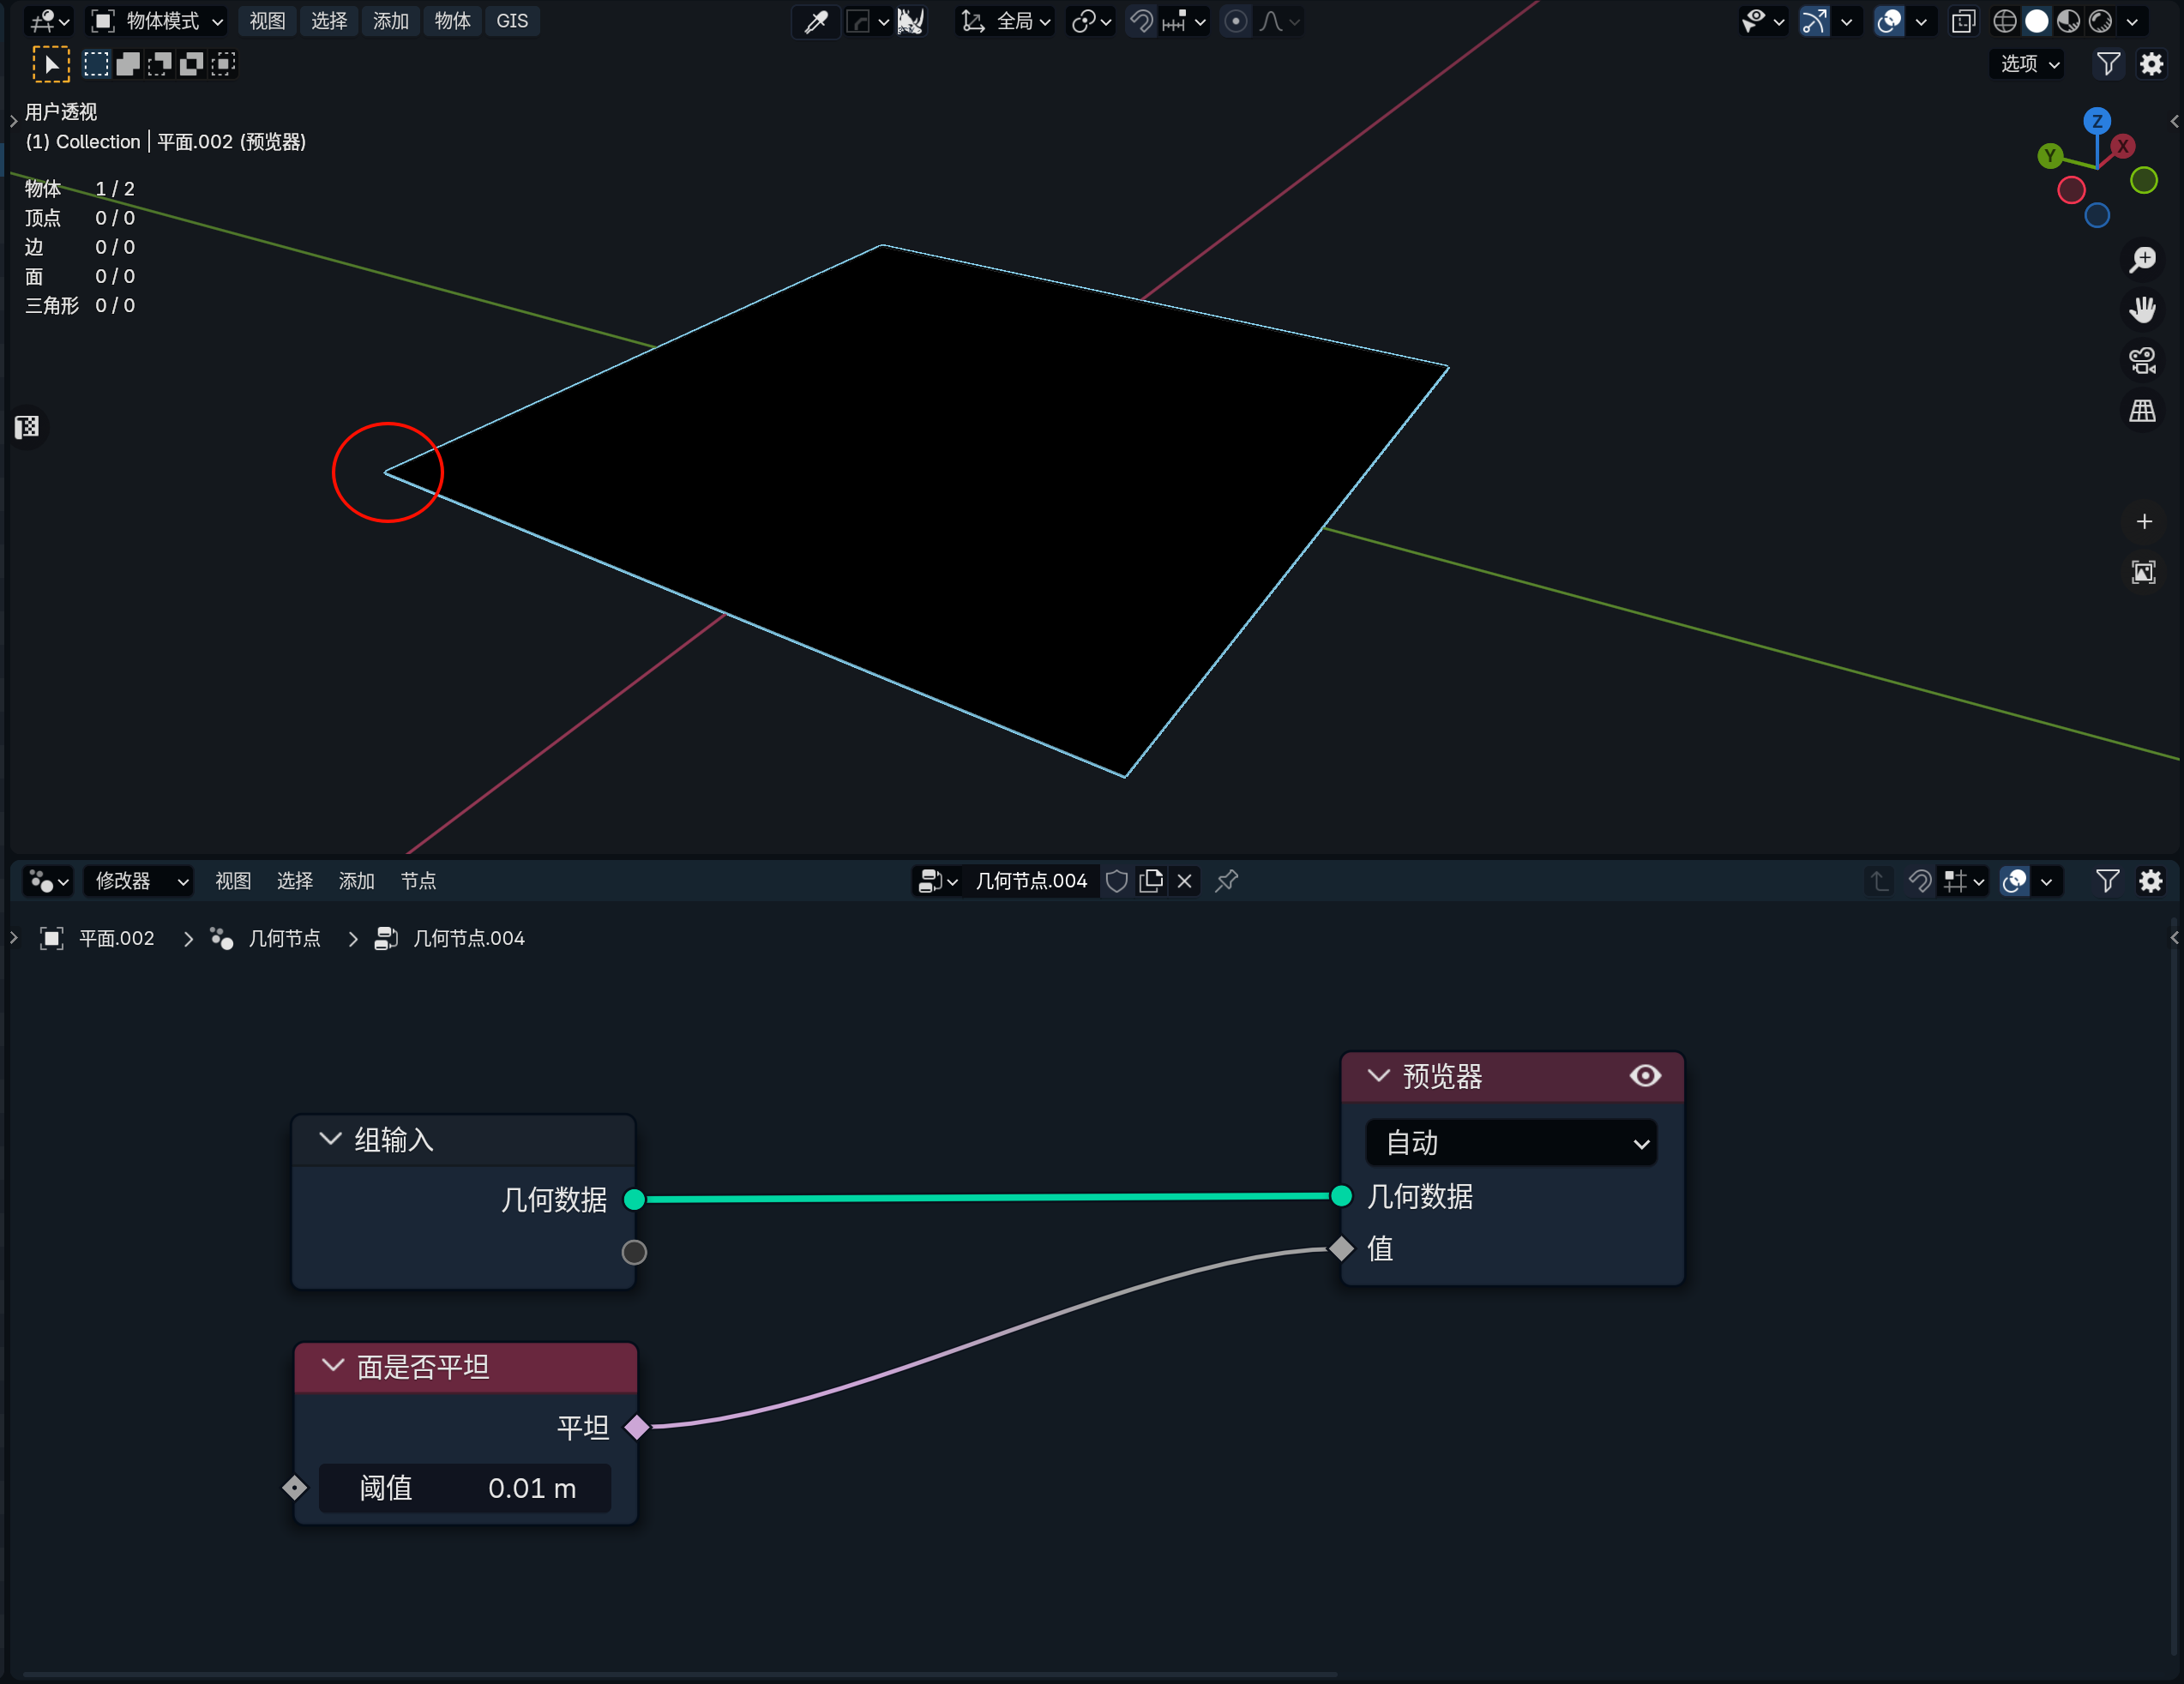 物体模式 视图 选择 添加 物体 GIS 全局
选项
用户透视
(1) Collection | 平面.002 (预览器)
物体 1 / 2
顶点 0 / 0
边 0 / 0
面 0 / 0
三角形 0 / 0
Z
X
Y
修改器 视图 选择 添加 节点 几何节点.004
平面.002 > 几何节点 > 几何节点.004
预览器
自动
几何数据
值
组输入
几何数据
面是否平坦
平坦
阈值 0.01 m